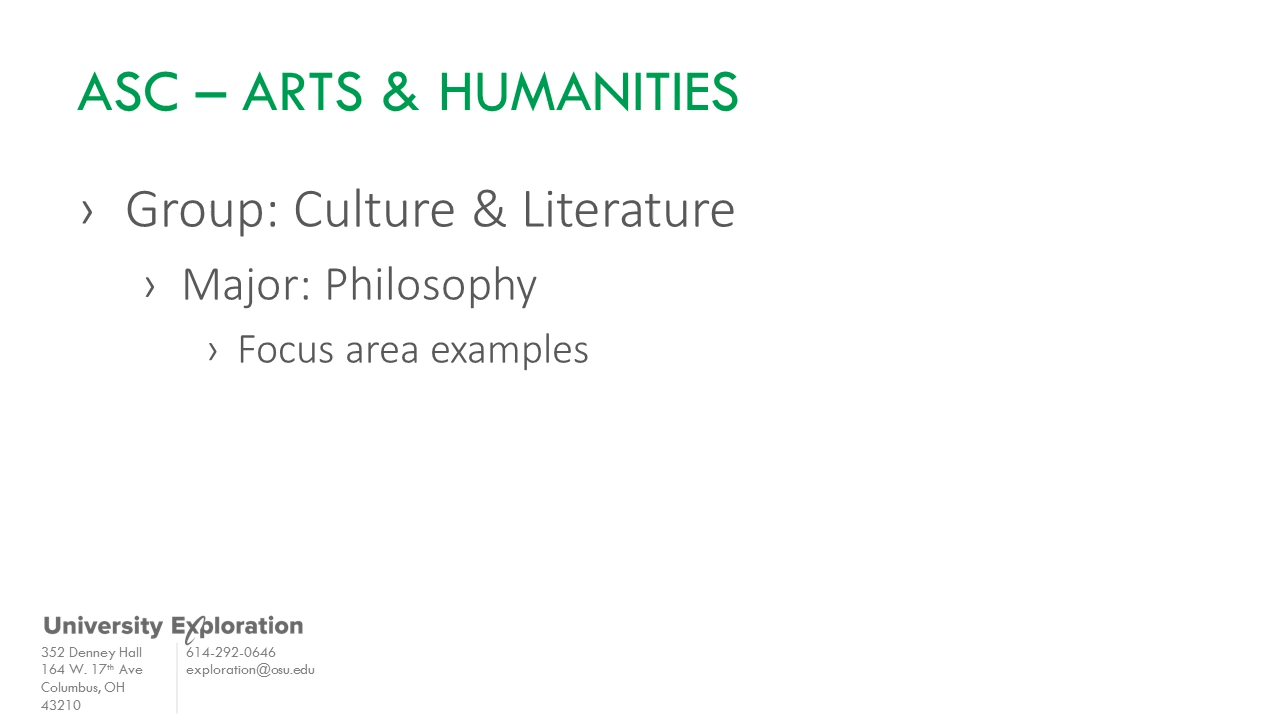 ASC – ARTS & HUMANITIES
› Group: Culture & Literature
› Major: Philosophy
› Focus area examples
University Exploration
352 Denney Hall
164 W. 17th Ave
Columbus, OH
43210
614-292-0646
exploration@osu.edu